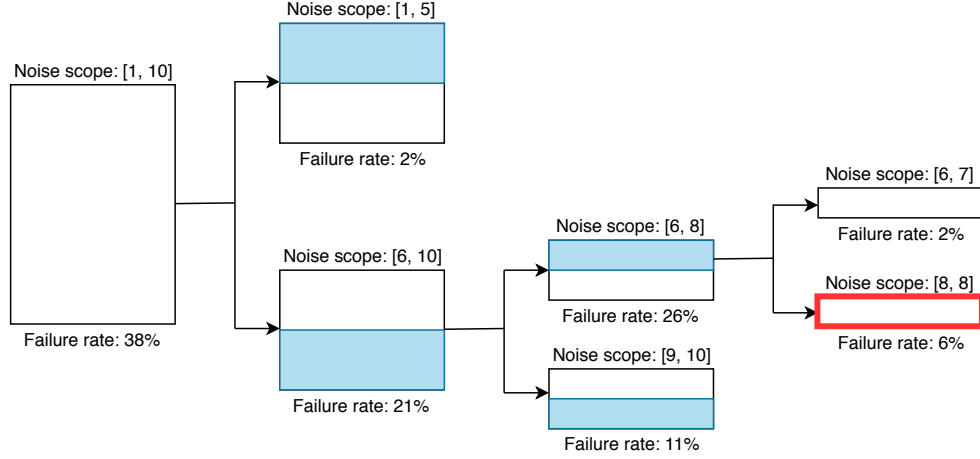 Noise scope: [1, 10]
Failure rate: 38%
Noise scope: [1, 5]
Failure rate: 2%
Noise scope: [6, 10]
Failure rate: 21%
Noise scope: [6, 8]
Failure rate: 26%
Noise scope: [9, 10]
Failure rate: 11%
Noise scope: [6, 7]
Failure rate: 2%
Noise scope: [8, 8]
Failure rate: 6%